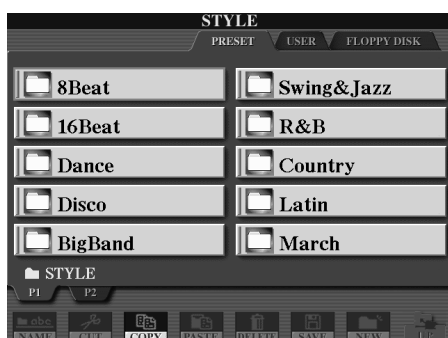 STYLE
PRESET USER FLOPPY DISK
8Beat Swing&Jazz
16Beat R&B
Dance Country
Disco Latin
BigBand March
STYLE
P1 P2
NAME CUT COPY PASTE DELETE SAVE NEW UP